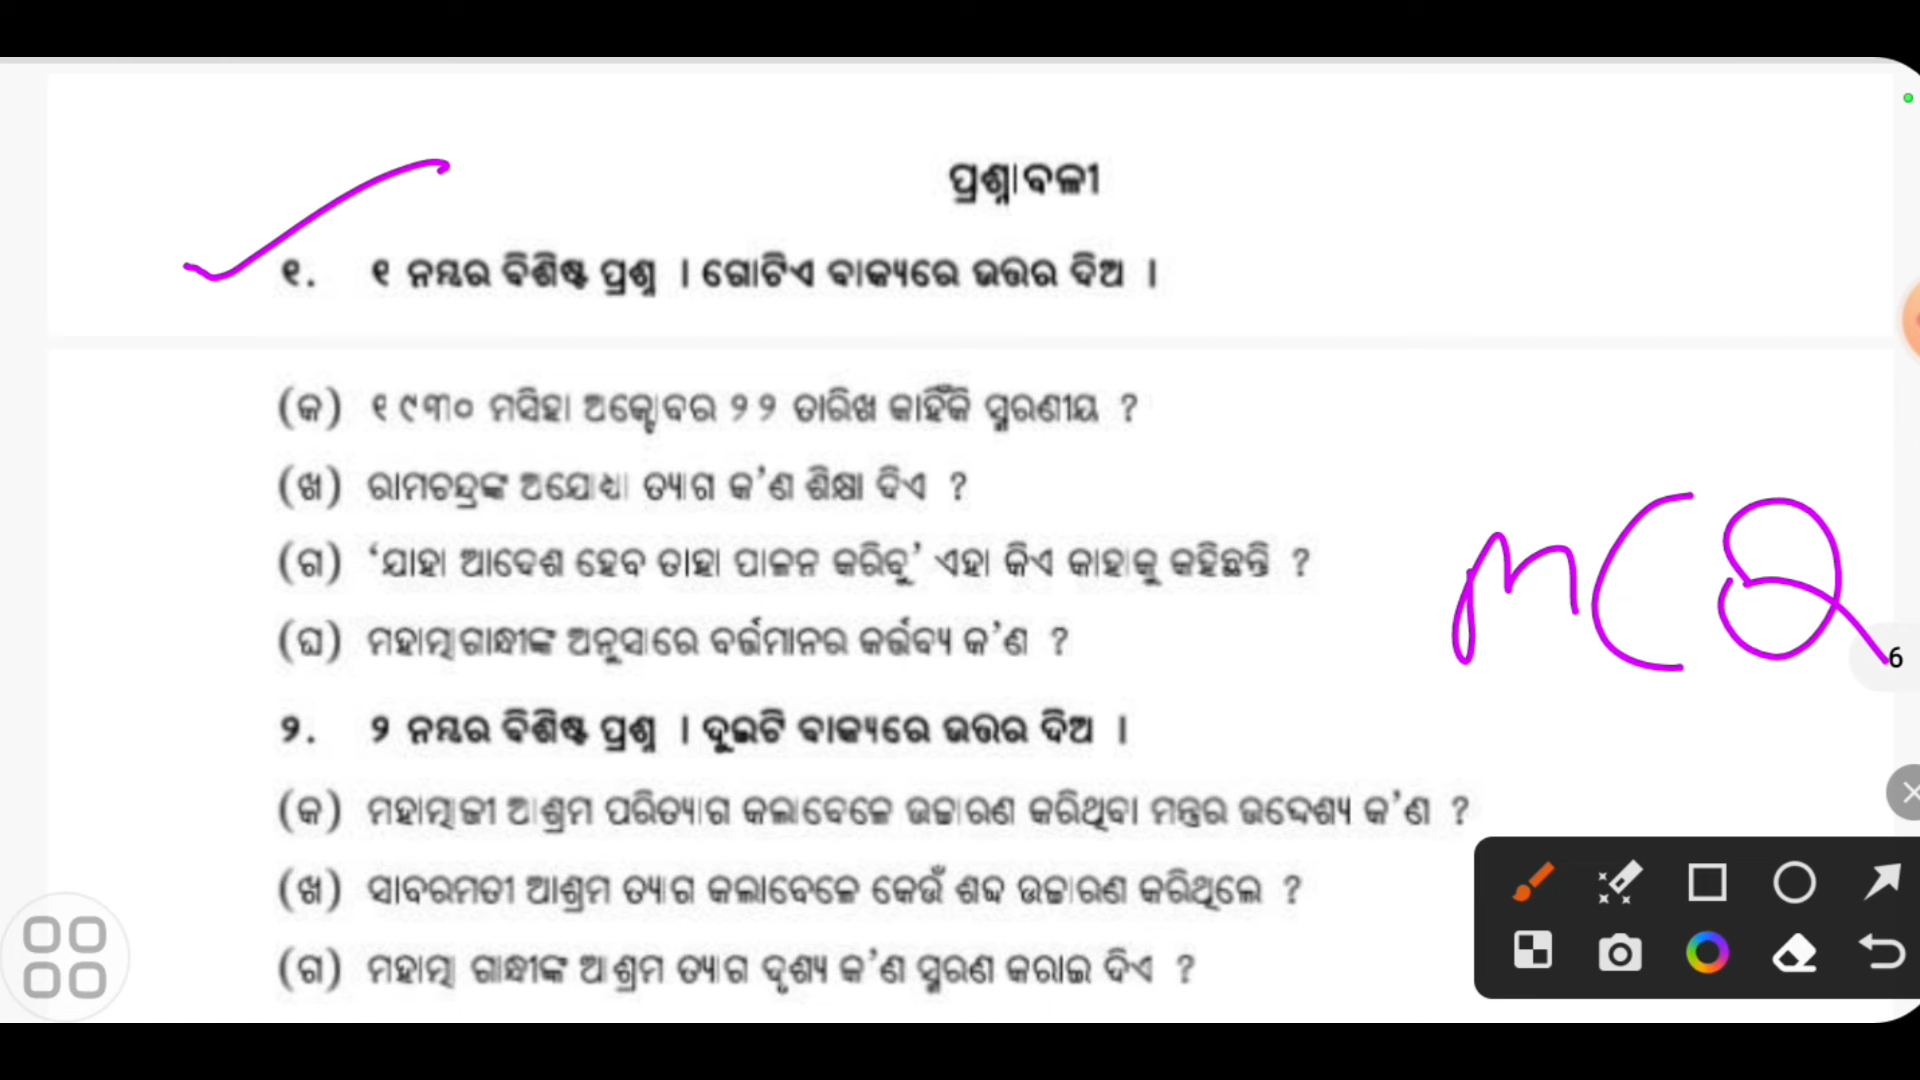 ପ୍ରଶ୍ନାବଳୀ
୧. ୧ ନମ୍ବର ବିଶିଷ୍ଟ ପ୍ରଶ୍ନ । ଗୋଟିଏ ବାକ୍ୟରେ ଉତ୍ତର ଦିଅ ।
(କ) ୧୯୩୦ ମସିହା ଅକ୍ଟୋବର ୨୨ ତାରିଖ କାହିଁକି ସ୍ମରଣୀୟ ?
(ଖ) ରାମଚନ୍ଦ୍ରଙ୍କ ଅଯୋଧ୍ୟା ତ୍ୟାଗ କ'ଣ ଶିକ୍ଷା ଦିଏ ?
(ଗ) ‘ଯାହା ଆଦେଶ ହେବ ତାହା ପାଳନ କରିବୁ’ ଏହା କିଏ କାହାକୁ କହିଛନ୍ତି ?
(ଘ) ମହାତ୍ମାଗାନ୍ଧୀଙ୍କ ଅନୁସାରେ ବର୍ତ୍ତମାନର କର୍ତ୍ତବ୍ୟ କ'ଣ ?
MCQ
6
୨. ୨ ନମ୍ବର ବିଶିଷ୍ଟ ପ୍ରଶ୍ନ । ଦୁଇଟି ବାକ୍ୟରେ ଉତ୍ତର ଦିଅ ।
(କ) ମହାତ୍ମାଜୀ ଆଶ୍ରମ ପରିତ୍ୟାଗ କଲାବେଳେ ଉଚ୍ଚାରଣ କରିଥିବା ମନ୍ତ୍ରର ଉଦ୍ଦେଶ୍ୟ କ'ଣ ?
(ଖ) ସାବରମତୀ ଆଶ୍ରମ ତ୍ୟାଗ କଲାବେଳେ କେଉଁ ଶବ୍ଦ ଉଚ୍ଚାରଣ କରିଥିଲେ ?
(ଗ) ମହାତ୍ମା ଗାନ୍ଧୀଙ୍କ ଆଶ୍ରମ ତ୍ୟାଗ ଦୃଶ୍ୟ କ'ଣ ସ୍ମରଣ କରାଇ ଦିଏ ?